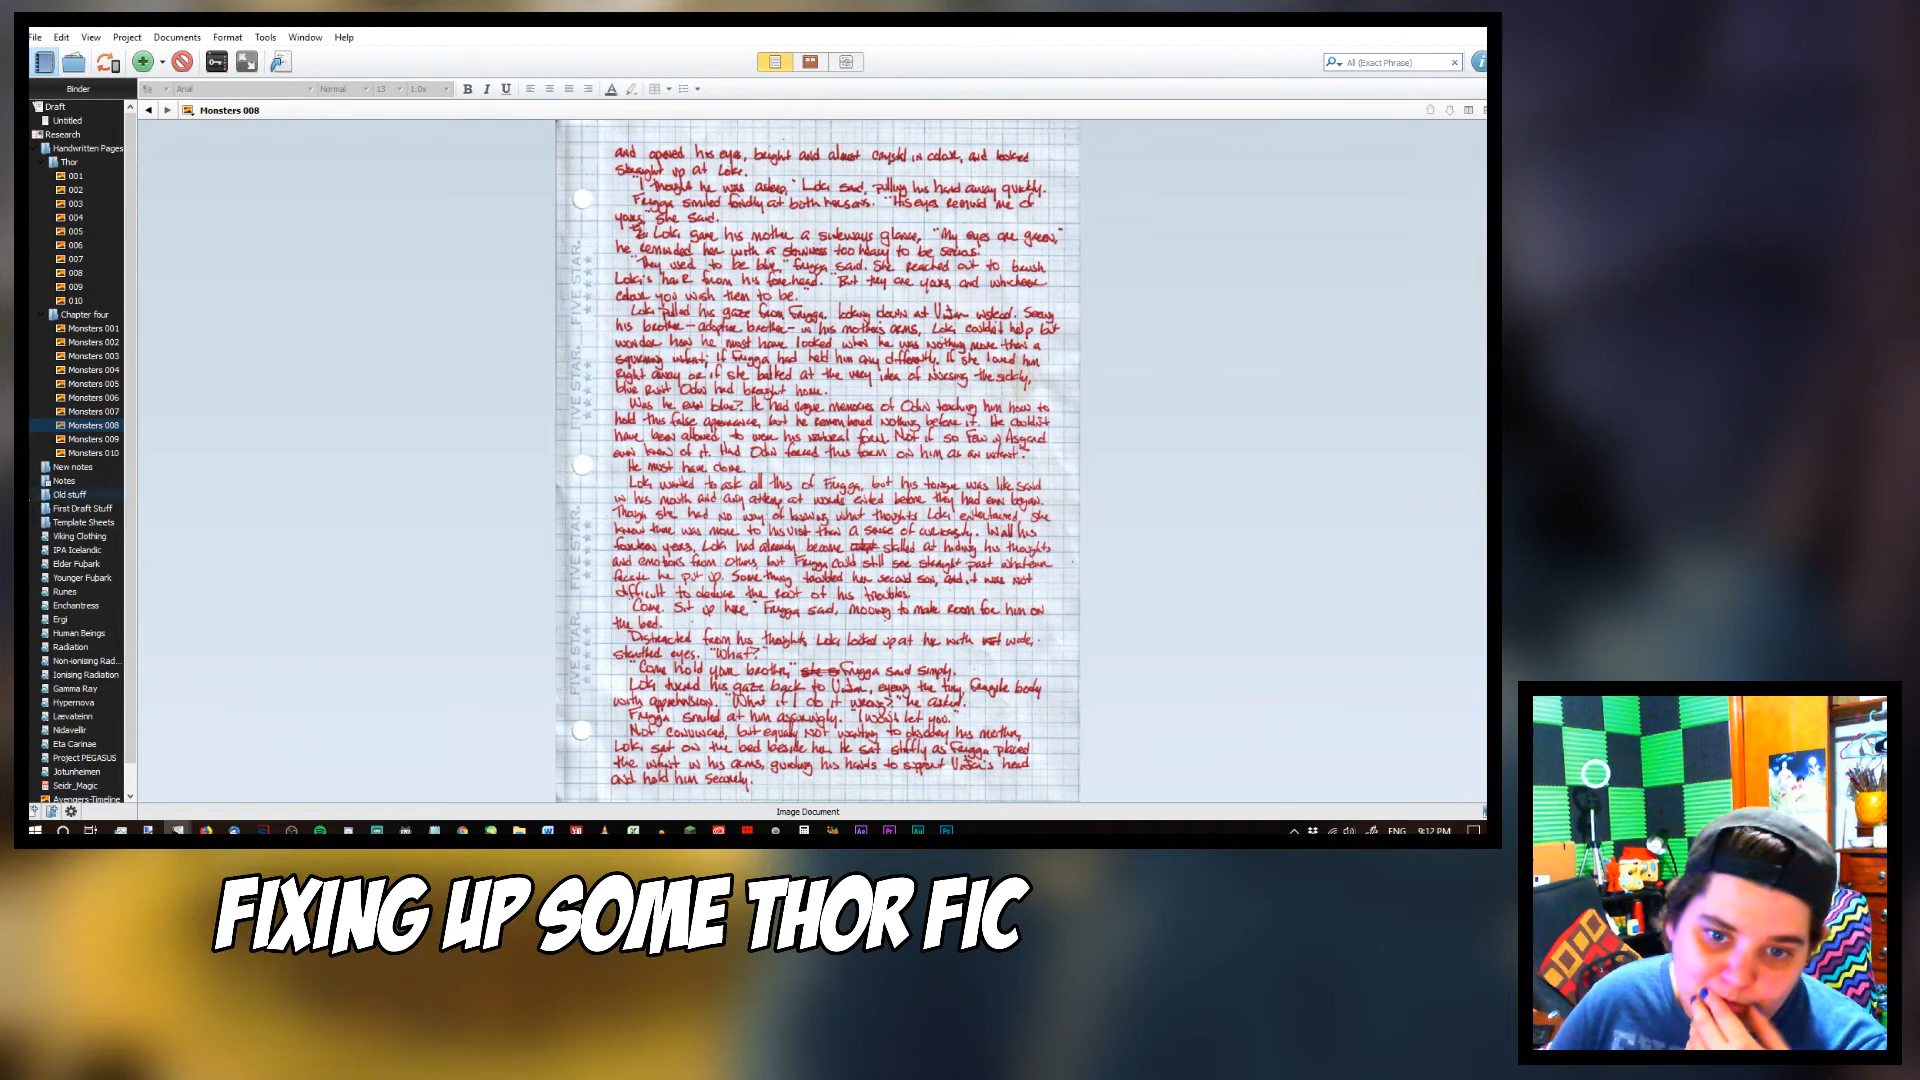 File Edit View Project Documents Format Tools Window Help
All (Exact Phrase)
Binder
Arial Normal 13 1.0x B I U
Monsters 008
Draft
Untitled
Research
Handwritten Pages
Thor
001
002
003
004
005
006
007
008
009
010
Chapter four
Monsters 001
Monsters 002
Monsters 003
Monsters 004
Monsters 005
Monsters 006
Monsters 007
Monsters 008
Monsters 009
Monsters 010
New notes
Notes
Old stuff
First Draft Stuff
Template Sheets
Viking Clothing
IPA Icelandic
Elder Fuþark
Younger Fuþark
Runes
Enchantress
Ergi
Human Beings
Radiation
Non-ionising Rad...
Ionising Radiation
Gamma Ray
Hypernova
Lævateinn
Nidavellir
Eta Carinae
Project PEGASUS
Jotunheimen
Seidr_Magic
Avengers-Timeline
and opened his eyes, bright and almost crystal in colour, and looked
straight up at Loki.
"I thought he was asleep," Loki said, pulling his hand away quickly.
Frigga smiled fondly at both her sons. "His eyes remind me of
yours," she said.
Loki gave his mother a sideways glance, "My eyes are green,"
he reminded her with a slowness too heavy to be serious.
"They used to be blue," Frigga said. She reached out to brush
Loki's hair from his forehead. "But they are yours, and whichever
colour you wish them to be."
Loki pulled his gaze from Frigga, looking down at instead. Seeing
his brother - adoptive brother - in his mother's arms, Loki couldn't help but
wonder how he must have looked when he was nothing more than a
squirming infant; if Frigga had held him any differently. If she loved him
right away or if she balked at the very idea of nursing the sickly,
blue runt Odin had brought home.
Was he even blue? He had vague memories of Odin teaching him how to
hold this false appearance, but he remembered nothing before it. He couldn't
have been allowed to wear his natural form. Not if so few in Asgard
even knew of it. Had Odin forced this form on him as an infant?
He must have done.
Loki wanted to ask all this of Frigga, but his tongue was like sand
in his mouth and any attempt at words ended before they had even began.
Though she had no way of knowing what thoughts Loki entertained, she
knew there was more to his visit than a sense of curiosity. In all his
fourteen years, Loki had already become skilled at hiding his thoughts
and emotions from others, but Frigga could still see straight past whatever
facade he put up. Something troubled her second son, and it was not
difficult to deduce the root of his troubles.
"Come. Sit up here," Frigga said, moving to make room for him on
the bed.
Distracted from his thoughts, Loki looked up at her with wide,
startled eyes. "What?"
"Come hold your brother," she s Frigga said simply.
Loki turned his gaze back to eyeing the tiny, fragile body
with apprehension. "What if I do it wrong?" he asked.
Frigga smiled at him assuringly. "I won't let you."
Not convinced, but equally not wanting to disobey his mother,
Loki sat on the bed beside her. He sat stiffly as Frigga placed
the infant in his arms, guiding his hands to support head
and hold him securely.
FIVE STAR.
FIVE STAR.
FIVE STAR.
Image Document
ENG 9:12 PM
FIXING UP SOME THOR FIC